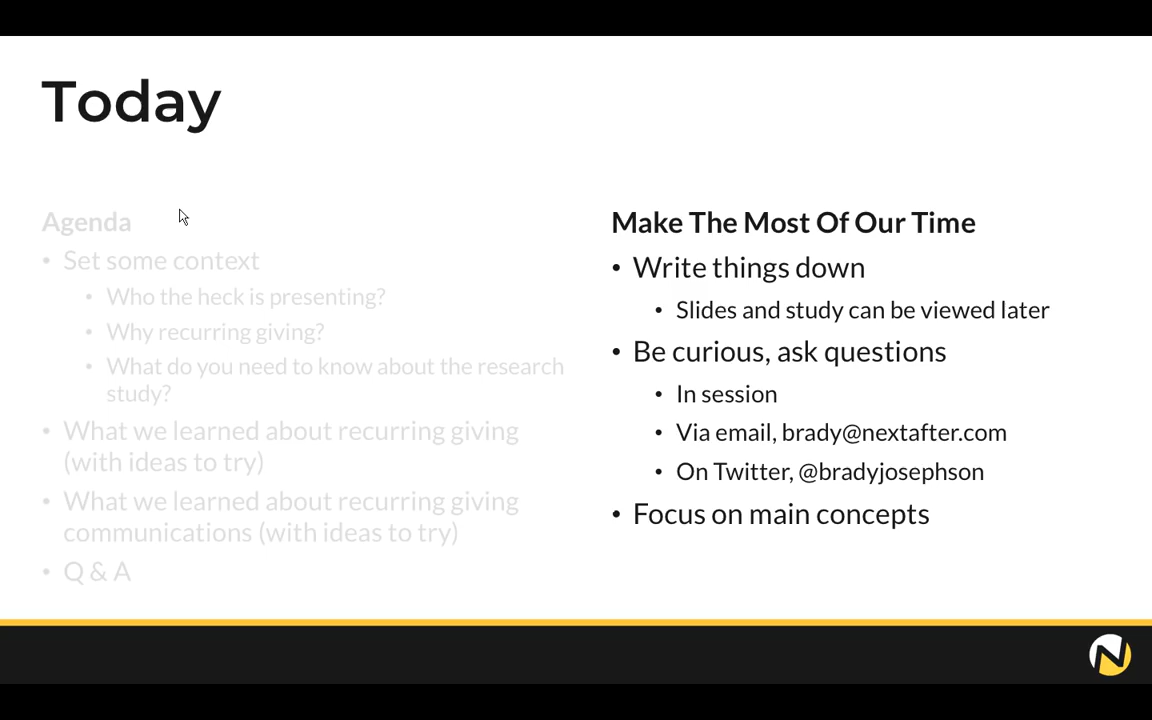 Today
Agenda
• Set some context
• Who the heck is presenting?
• Why recurring giving?
• What do you need to know about the research
study?
• What we learned about recurring giving
(with ideas to try)
• What we learned about recurring giving
communications (with ideas to try)
• Q & A
Make The Most Of Our Time
• Write things down
• Slides and study can be viewed later
• Be curious, ask questions
• In session
• Via email, brady@nextafter.com
• On Twitter, @bradyjosephson
• Focus on main concepts
N